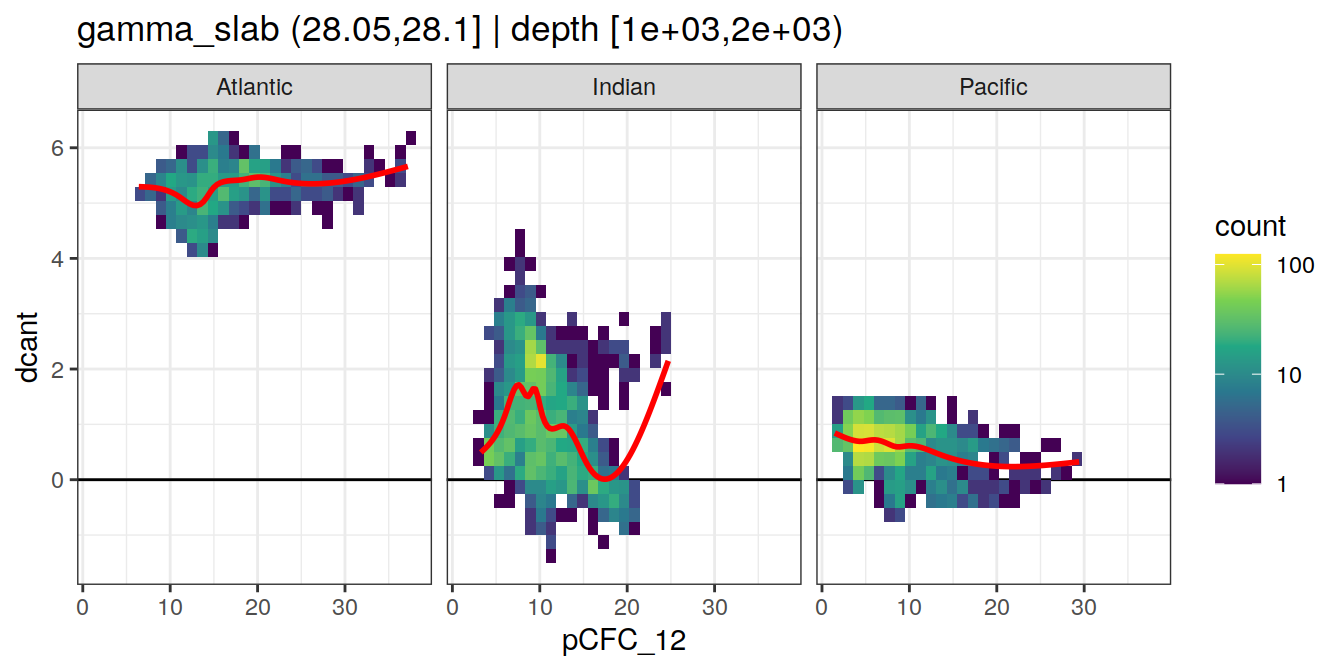 gamma_slab (28.05,28.1] | depth [1e+03,2e+03)
Atlantic
Indian
Pacific
6
4
2
0
dcant
0 10 20 30
0 10 20 30
0 10 20 30
pCFC_12
count
100
10
1